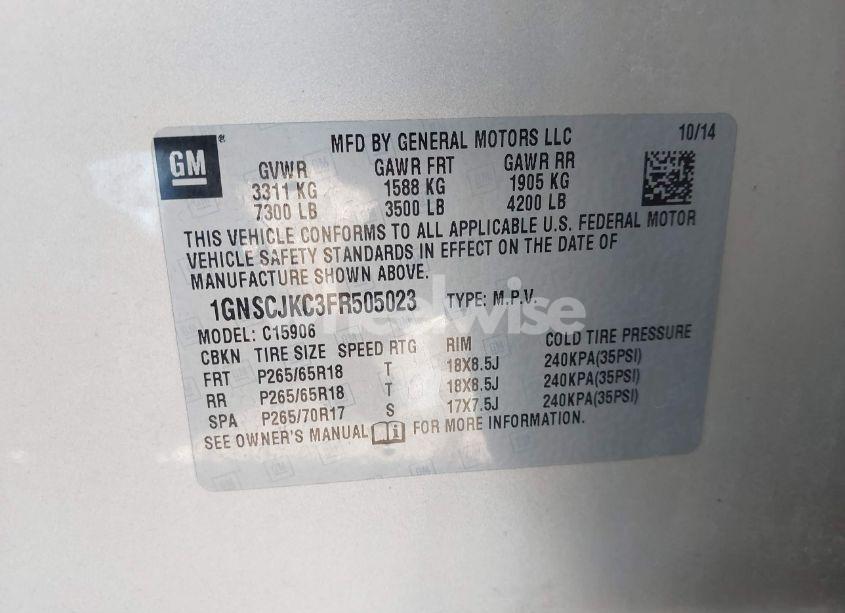 GM
MFD BY GENERAL MOTORS LLC 10/14
GVWR GAWR FRT GAWR RR
3311 KG 1588 KG 1905 KG
7300 LB 3500 LB 4200 LB
THIS VEHICLE CONFORMS TO ALL APPLICABLE U.S. FEDERAL MOTOR
VEHICLE SAFETY STANDARDS IN EFFECT ON THE DATE OF
MANUFACTURE SHOWN ABOVE.
1GNSCJKC3FR505023 TYPE: M.P.V.
MODEL: C15906
CBKN TIRE SIZE SPEED RTG RIM COLD TIRE PRESSURE
FRT P265/65R18 T 18X8.5J 240KPA(35PSI)
RR P265/65R18 T 18X8.5J 240KPA(35PSI)
SPA P265/70R17 S 17X7.5J 240KPA(35PSI)
SEE OWNER'S MANUAL FOR MORE INFORMATION.